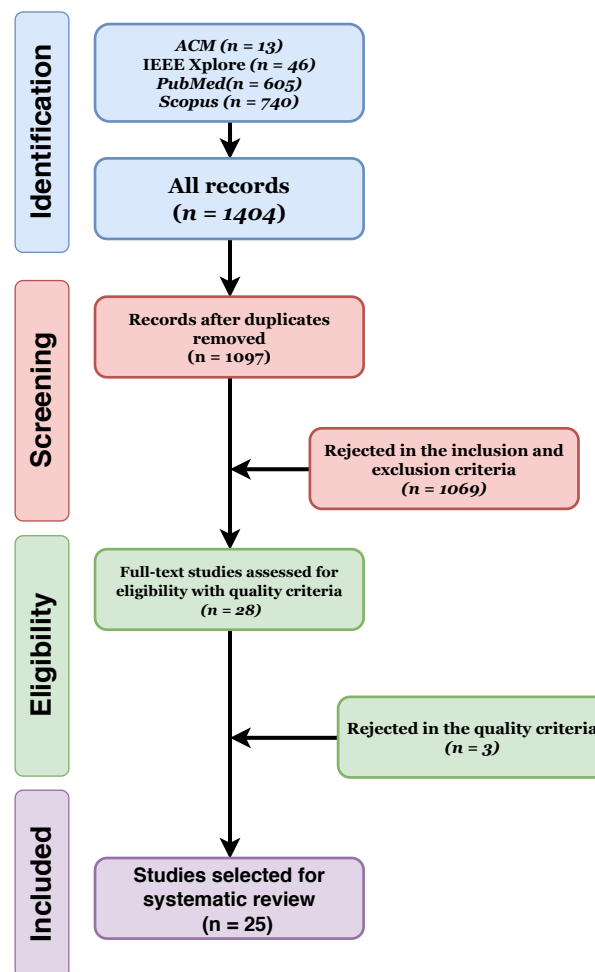 Identification
ACM (n = 13)
IEEE Xplore (n = 46)
PubMed(n = 605)
Scopus (n = 740)
All records
(n = 1404)
Screening
Records after duplicates
removed
(n = 1097)
Rejected in the inclusion and
exclusion criteria
(n = 1069)
Eligibility
Full-text studies assessed for
eligibility with quality criteria
(n = 28)
Rejected in the quality criteria
(n = 3)
Included
Studies selected for
systematic review
(n = 25)